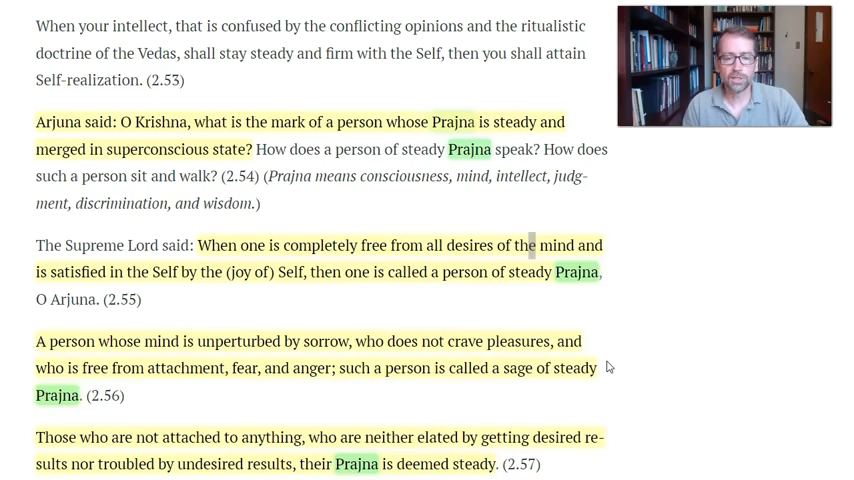 When your intellect, that is confused by the conflicting opinions and the ritualistic
doctrine of the Vedas, shall stay steady and firm with the Self, then you shall attain
Self-realization. (2.53)
Arjuna said: O Krishna, what is the mark of a person whose Prajna is steady and
merged in superconscious state? How does a person of steady Prajna speak? How does
such a person sit and walk? (2.54) (Prajna means consciousness, mind, intellect, judg-
ment, discrimination, and wisdom.)
The Supreme Lord said: When one is completely free from all desires of the mind and
is satisfied in the Self by the (joy of) Self, then one is called a person of steady Prajna,
O Arjuna. (2.55)
A person whose mind is unperturbed by sorrow, who does not crave pleasures, and
who is free from attachment, fear, and anger; such a person is called a sage of steady
Prajna. (2.56)
Those who are not attached to anything, who are neither elated by getting desired re-
sults nor troubled by undesired results, their Prajna is deemed steady. (2.57)